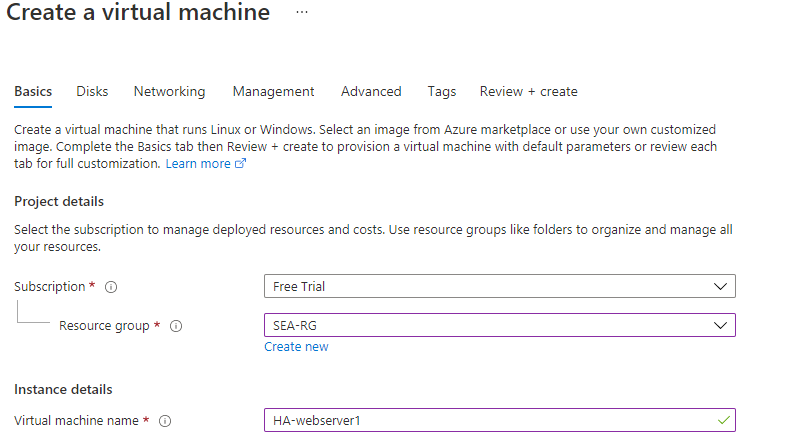 Create a virtual machine ...
Basics Disks Networking Management Advanced Tags Review + create
Create a virtual machine that runs Linux or Windows. Select an image from Azure marketplace or use your own customized
image. Complete the Basics tab then Review + create to provision a virtual machine with default parameters or review each
tab for full customization. Learn more
Project details
Select the subscription to manage deployed resources and costs. Use resource groups like folders to organize and manage all
your resources.
Subscription * Free Trial
Resource group * SEA-RG
Create new
Instance details
Virtual machine name * HA-webserver1